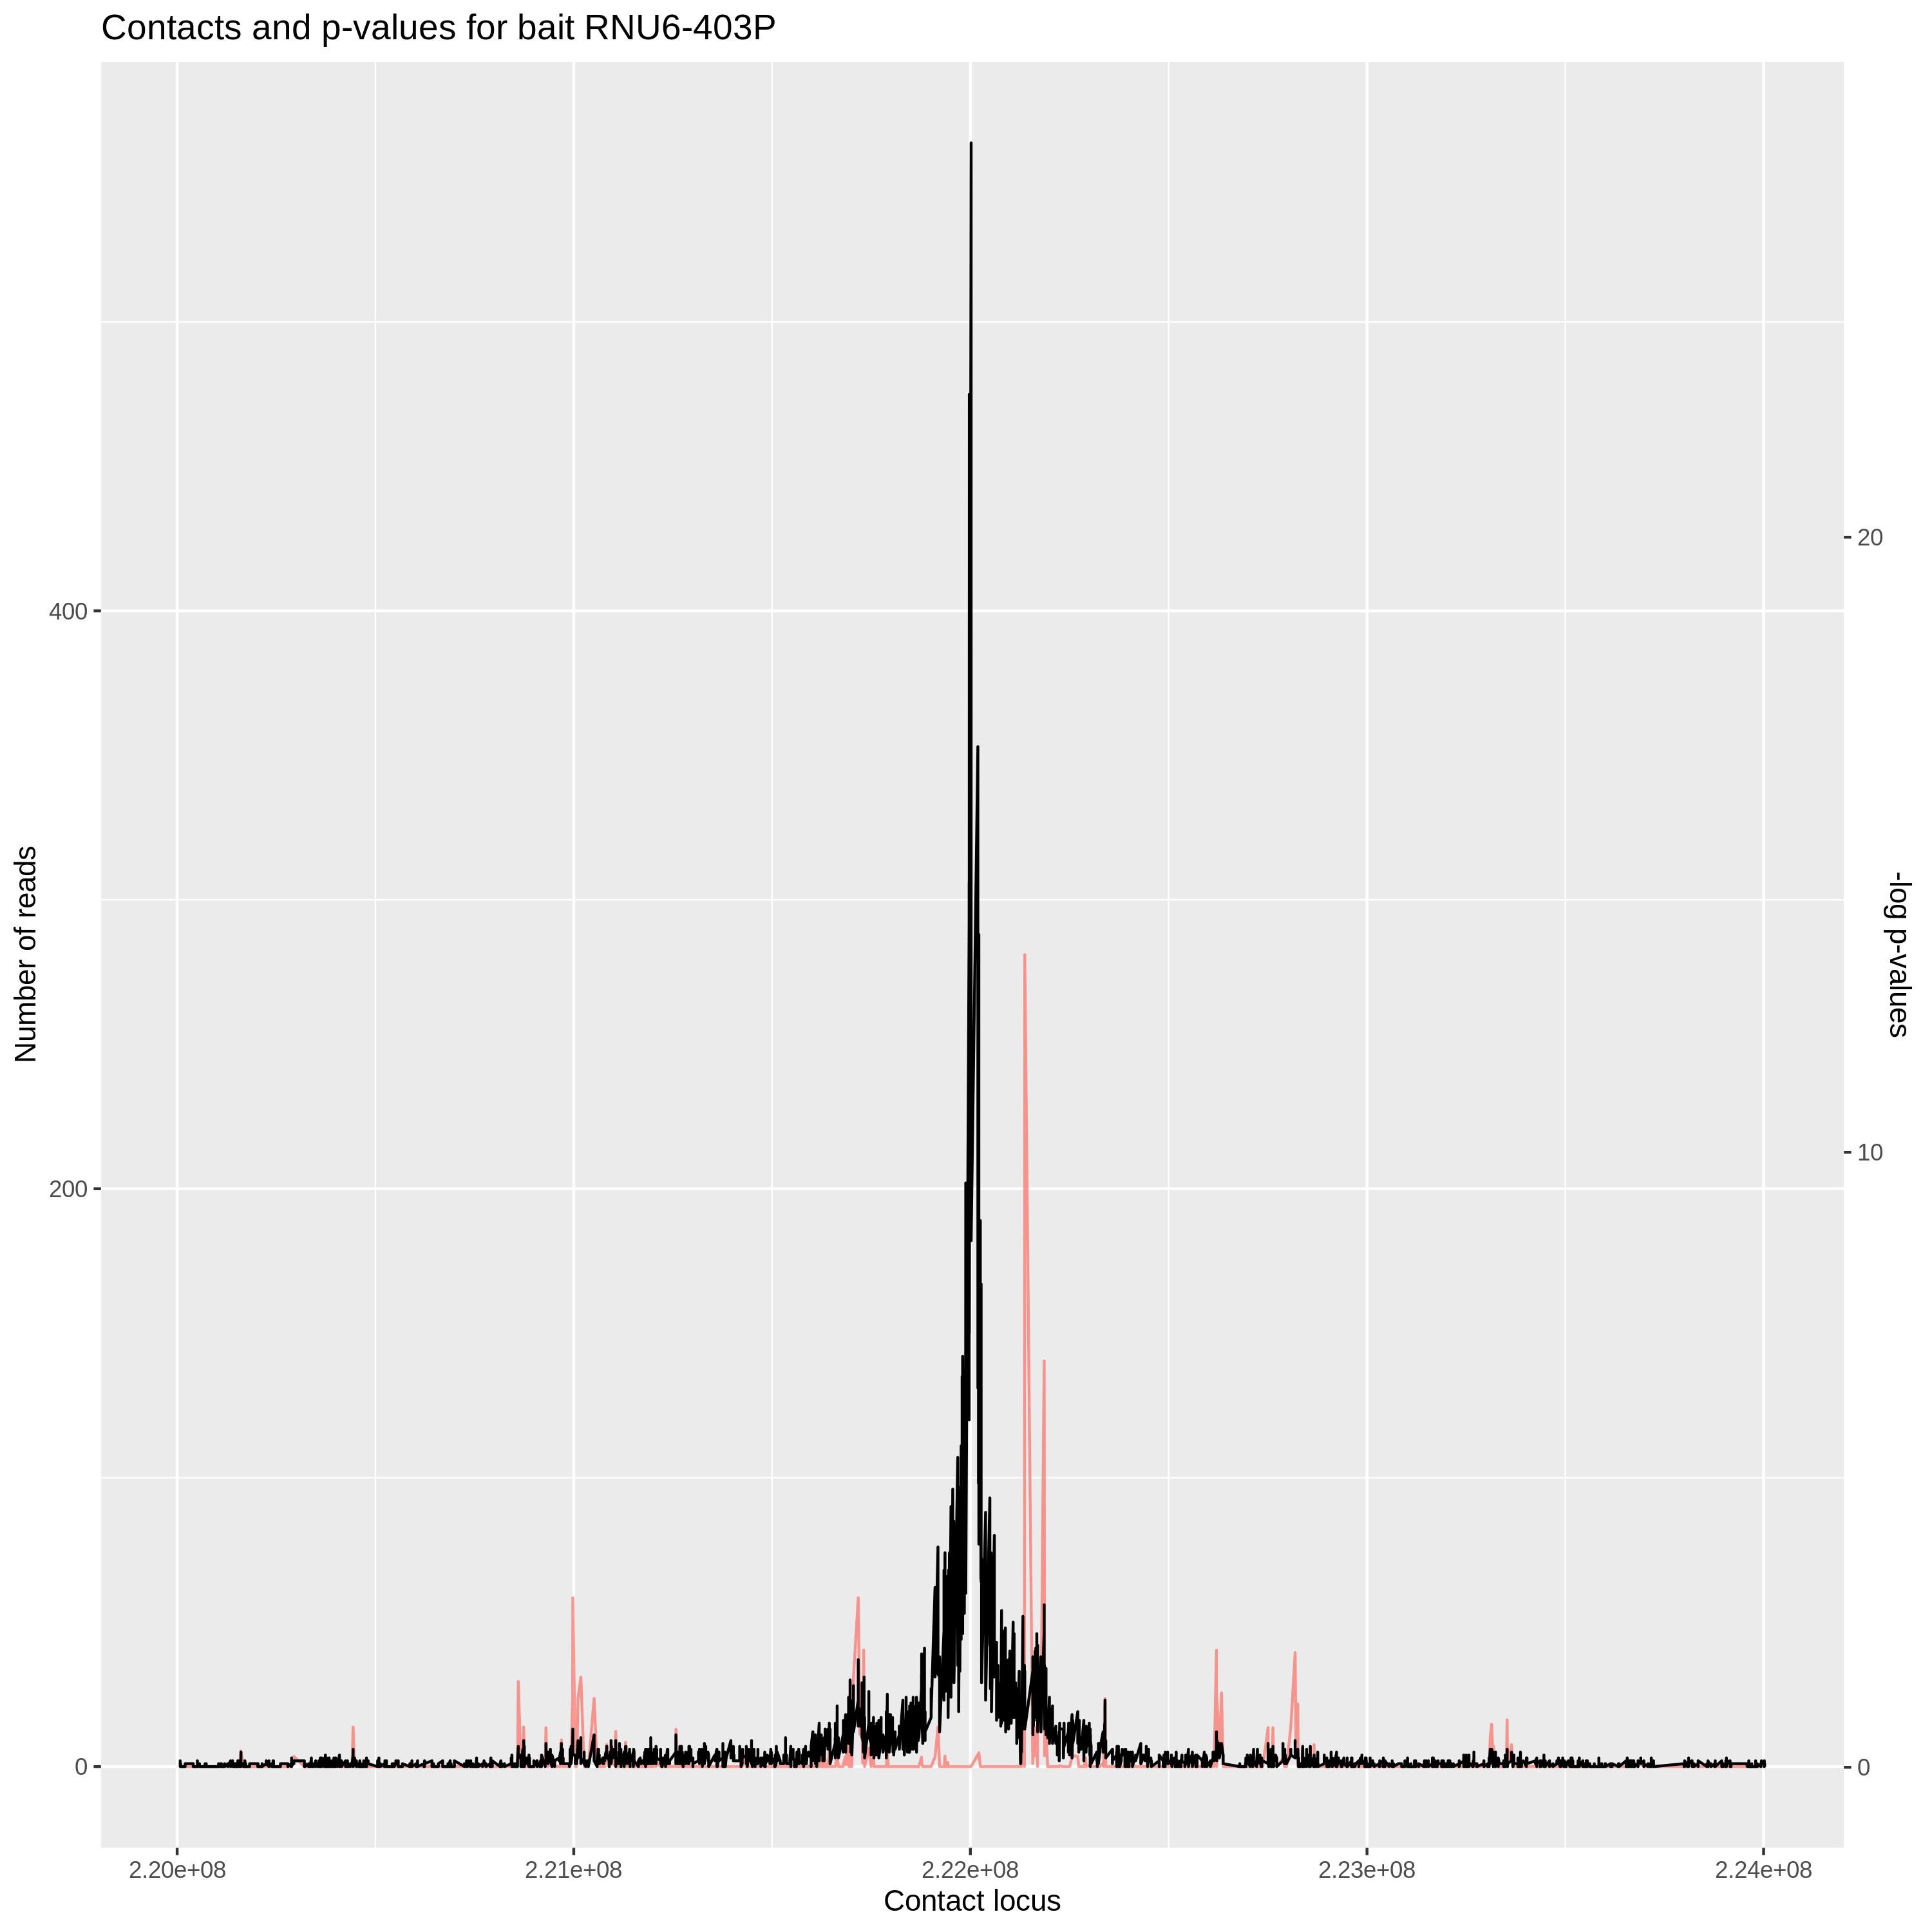 Contacts and p-values for bait RNU6-403P
Number of reads
400
200
0
20
10
0
-log p-values
2.20e+08
2.21e+08
2.22e+08
2.23e+08
2.24e+08
Contact locus